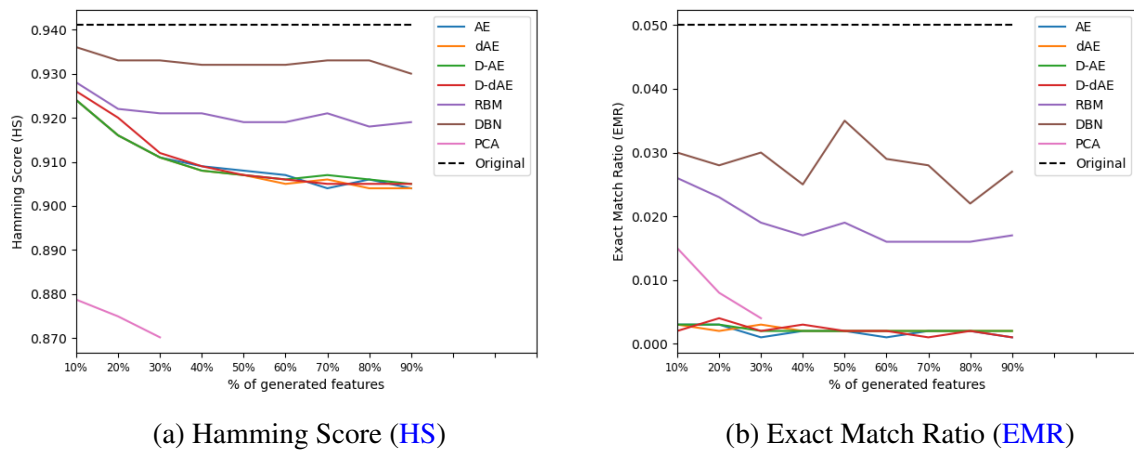 0.940
0.930
0.920
0.910
0.900
0.890
0.880
0.870
Hamming Score (HS)
10% 20% 30% 40% 50% 60% 70% 80% 90%
% of generated features
AE
dAE
D-AE
D-dAE
RBM
DBN
PCA
Original
(a) Hamming Score (HS)
0.050
0.040
0.030
0.020
0.010
0.000
Exact Match Ratio (EMR)
10% 20% 30% 40% 50% 60% 70% 80% 90%
% of generated features
AE
dAE
D-AE
D-dAE
RBM
DBN
PCA
Original
(b) Exact Match Ratio (EMR)